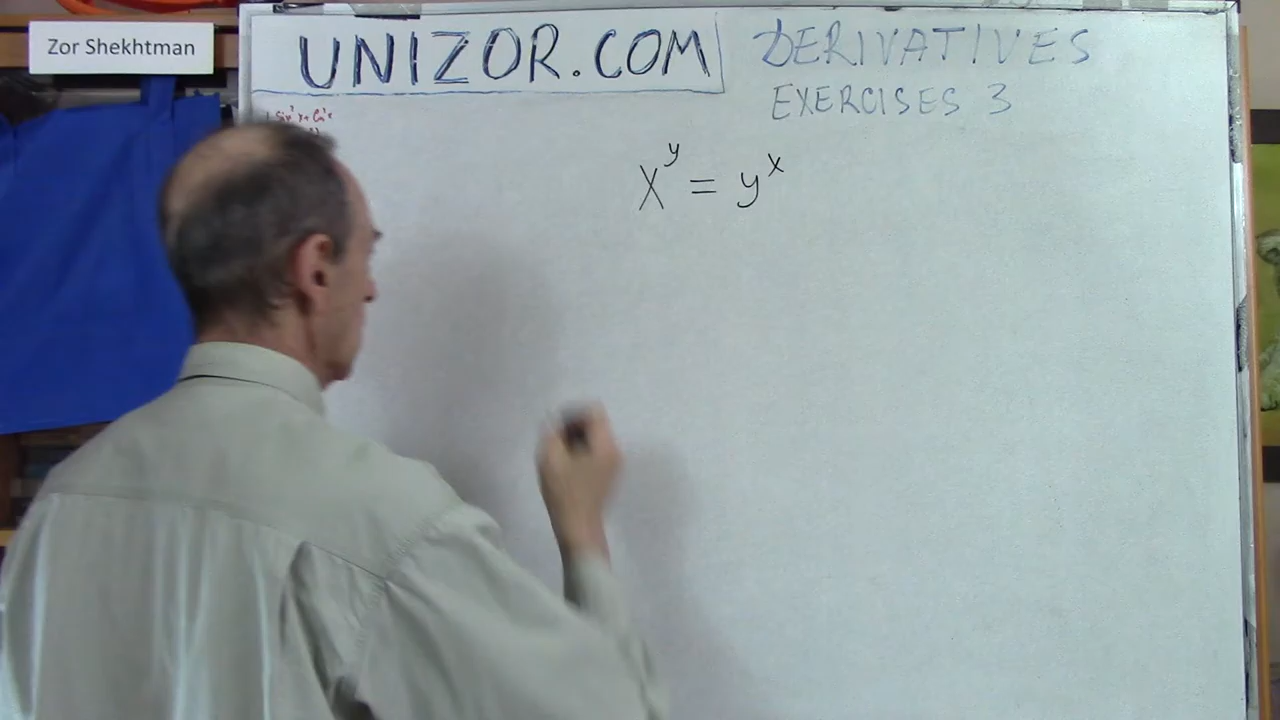 Zor Shekhtman
UNIZOR.COM
DERIVATIVES
EXERCISES 3
x^y = y^x